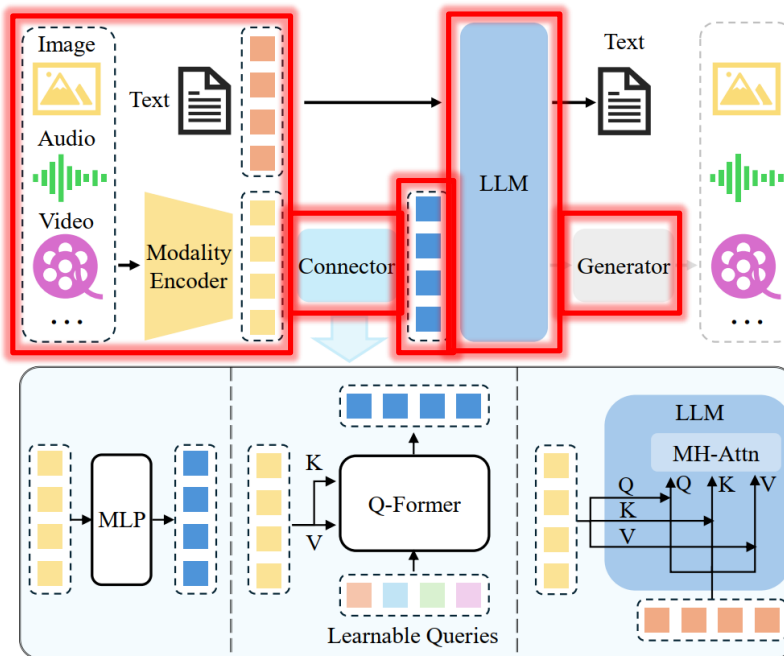 Image
Text
Text
Audio
LLM
Video
Modality
Encoder
Connector
Generator
...
LLM
MH-Attn
K
Q
Q
K
V
MLP
Q-Former
K
V
V
Learnable Queries